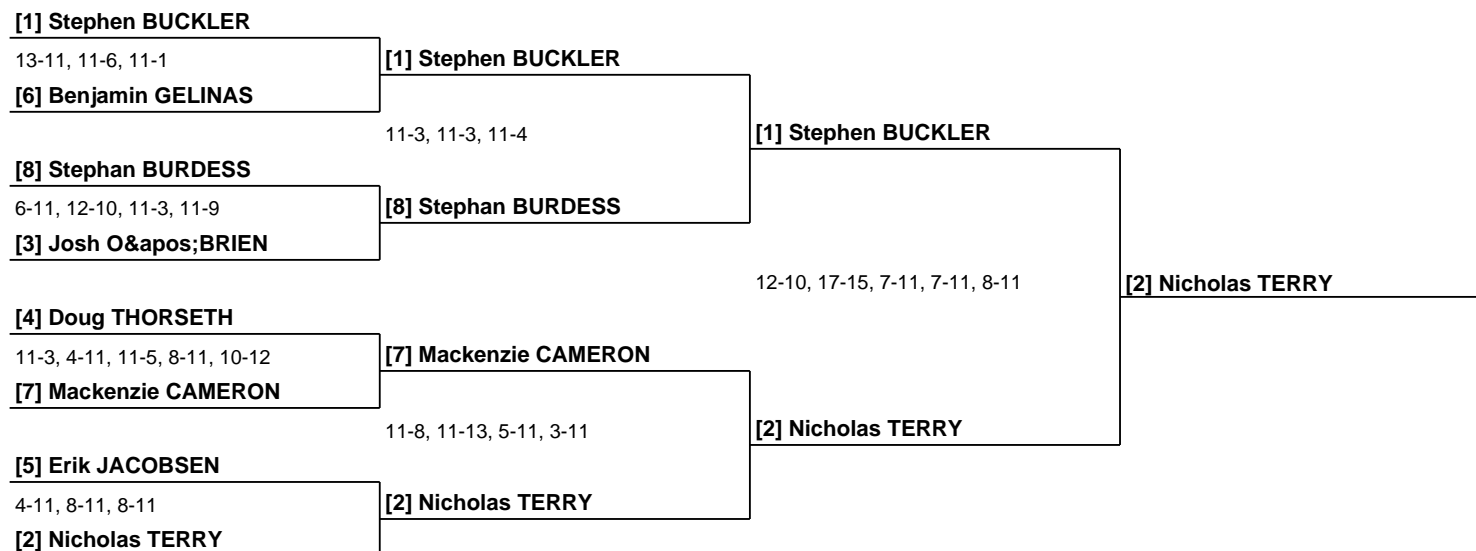 [1] Stephen BUCKLER
13-11, 11-6, 11-1
[6] Benjamin GELINAS
[8] Stephan BURDESS
6-11, 12-10, 11-3, 11-9
[3] Josh O&apos;BRIEN
[4] Doug THORSETH
11-3, 4-11, 11-5, 8-11, 10-12
[7] Mackenzie CAMERON
[5] Erik JACOBSEN
4-11, 8-11, 8-11
[2] Nicholas TERRY
[1] Stephen BUCKLER
11-3, 11-3, 11-4
[8] Stephan BURDESS
[7] Mackenzie CAMERON
11-8, 11-13, 5-11, 3-11
[2] Nicholas TERRY
[1] Stephen BUCKLER
12-10, 17-15, 7-11, 7-11, 8-11
[2] Nicholas TERRY
[2] Nicholas TERRY